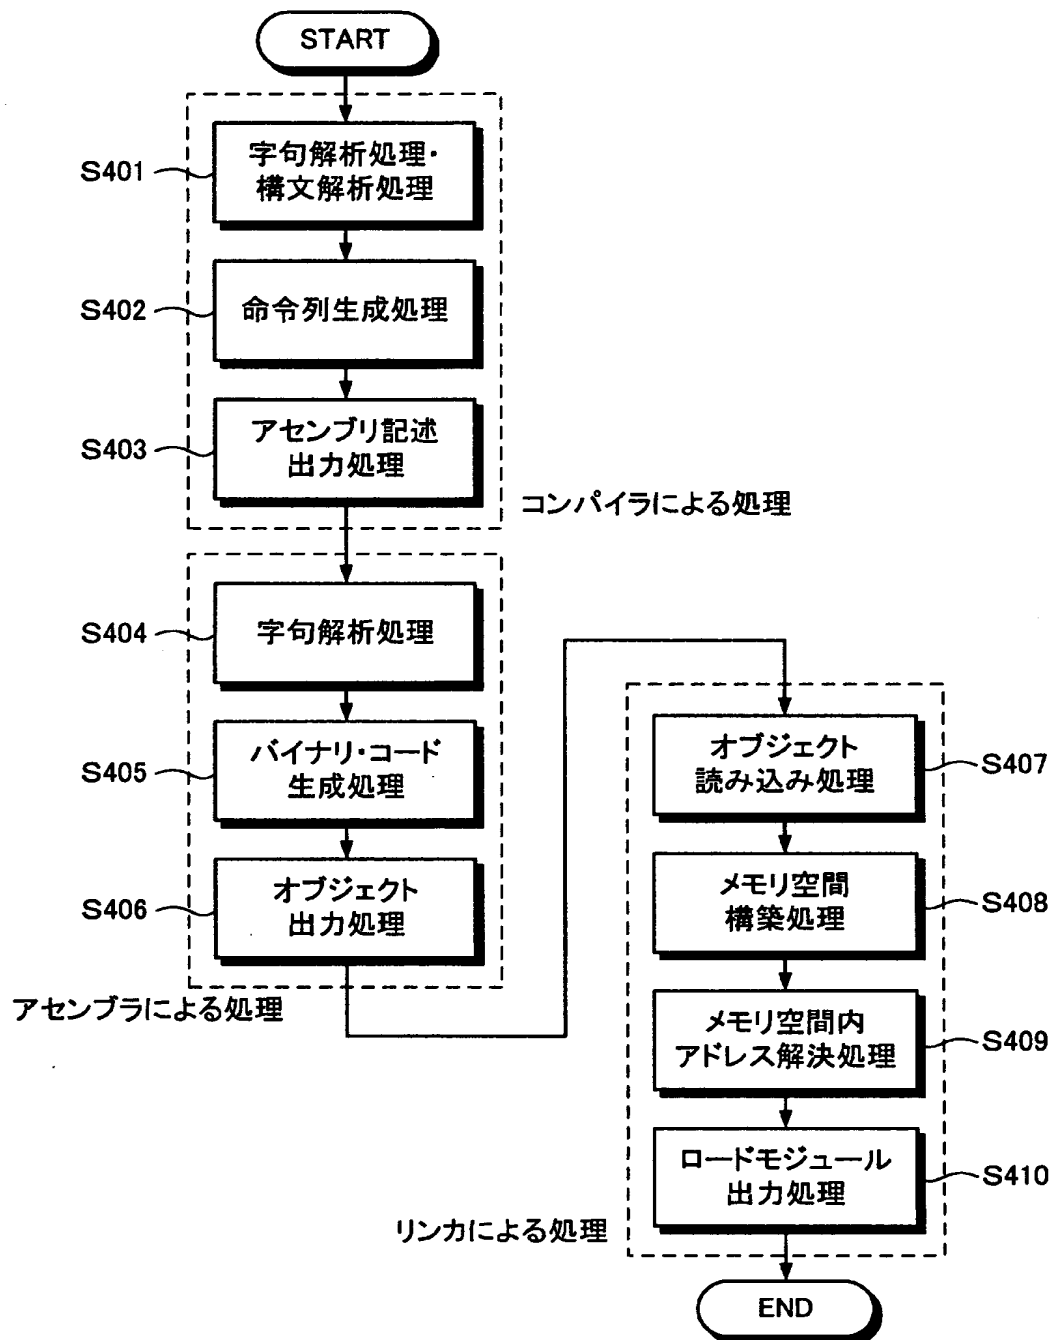 START
S401
字句解析処理・
構文解析処理
S402
命令列生成処理
S403
アセンブリ記述
出力処理
コンパイラによる処理
S404
字句解析処理
S405
バイナリ・コード
生成処理
S406
オブジェクト
出力処理
アセンブラによる処理
オブジェクト
読み込み処理
S407
メモリ空間
構築処理
S408
メモリ空間内
アドレス解決処理
S409
ロードモジュール
出力処理
S410
リンカによる処理
END